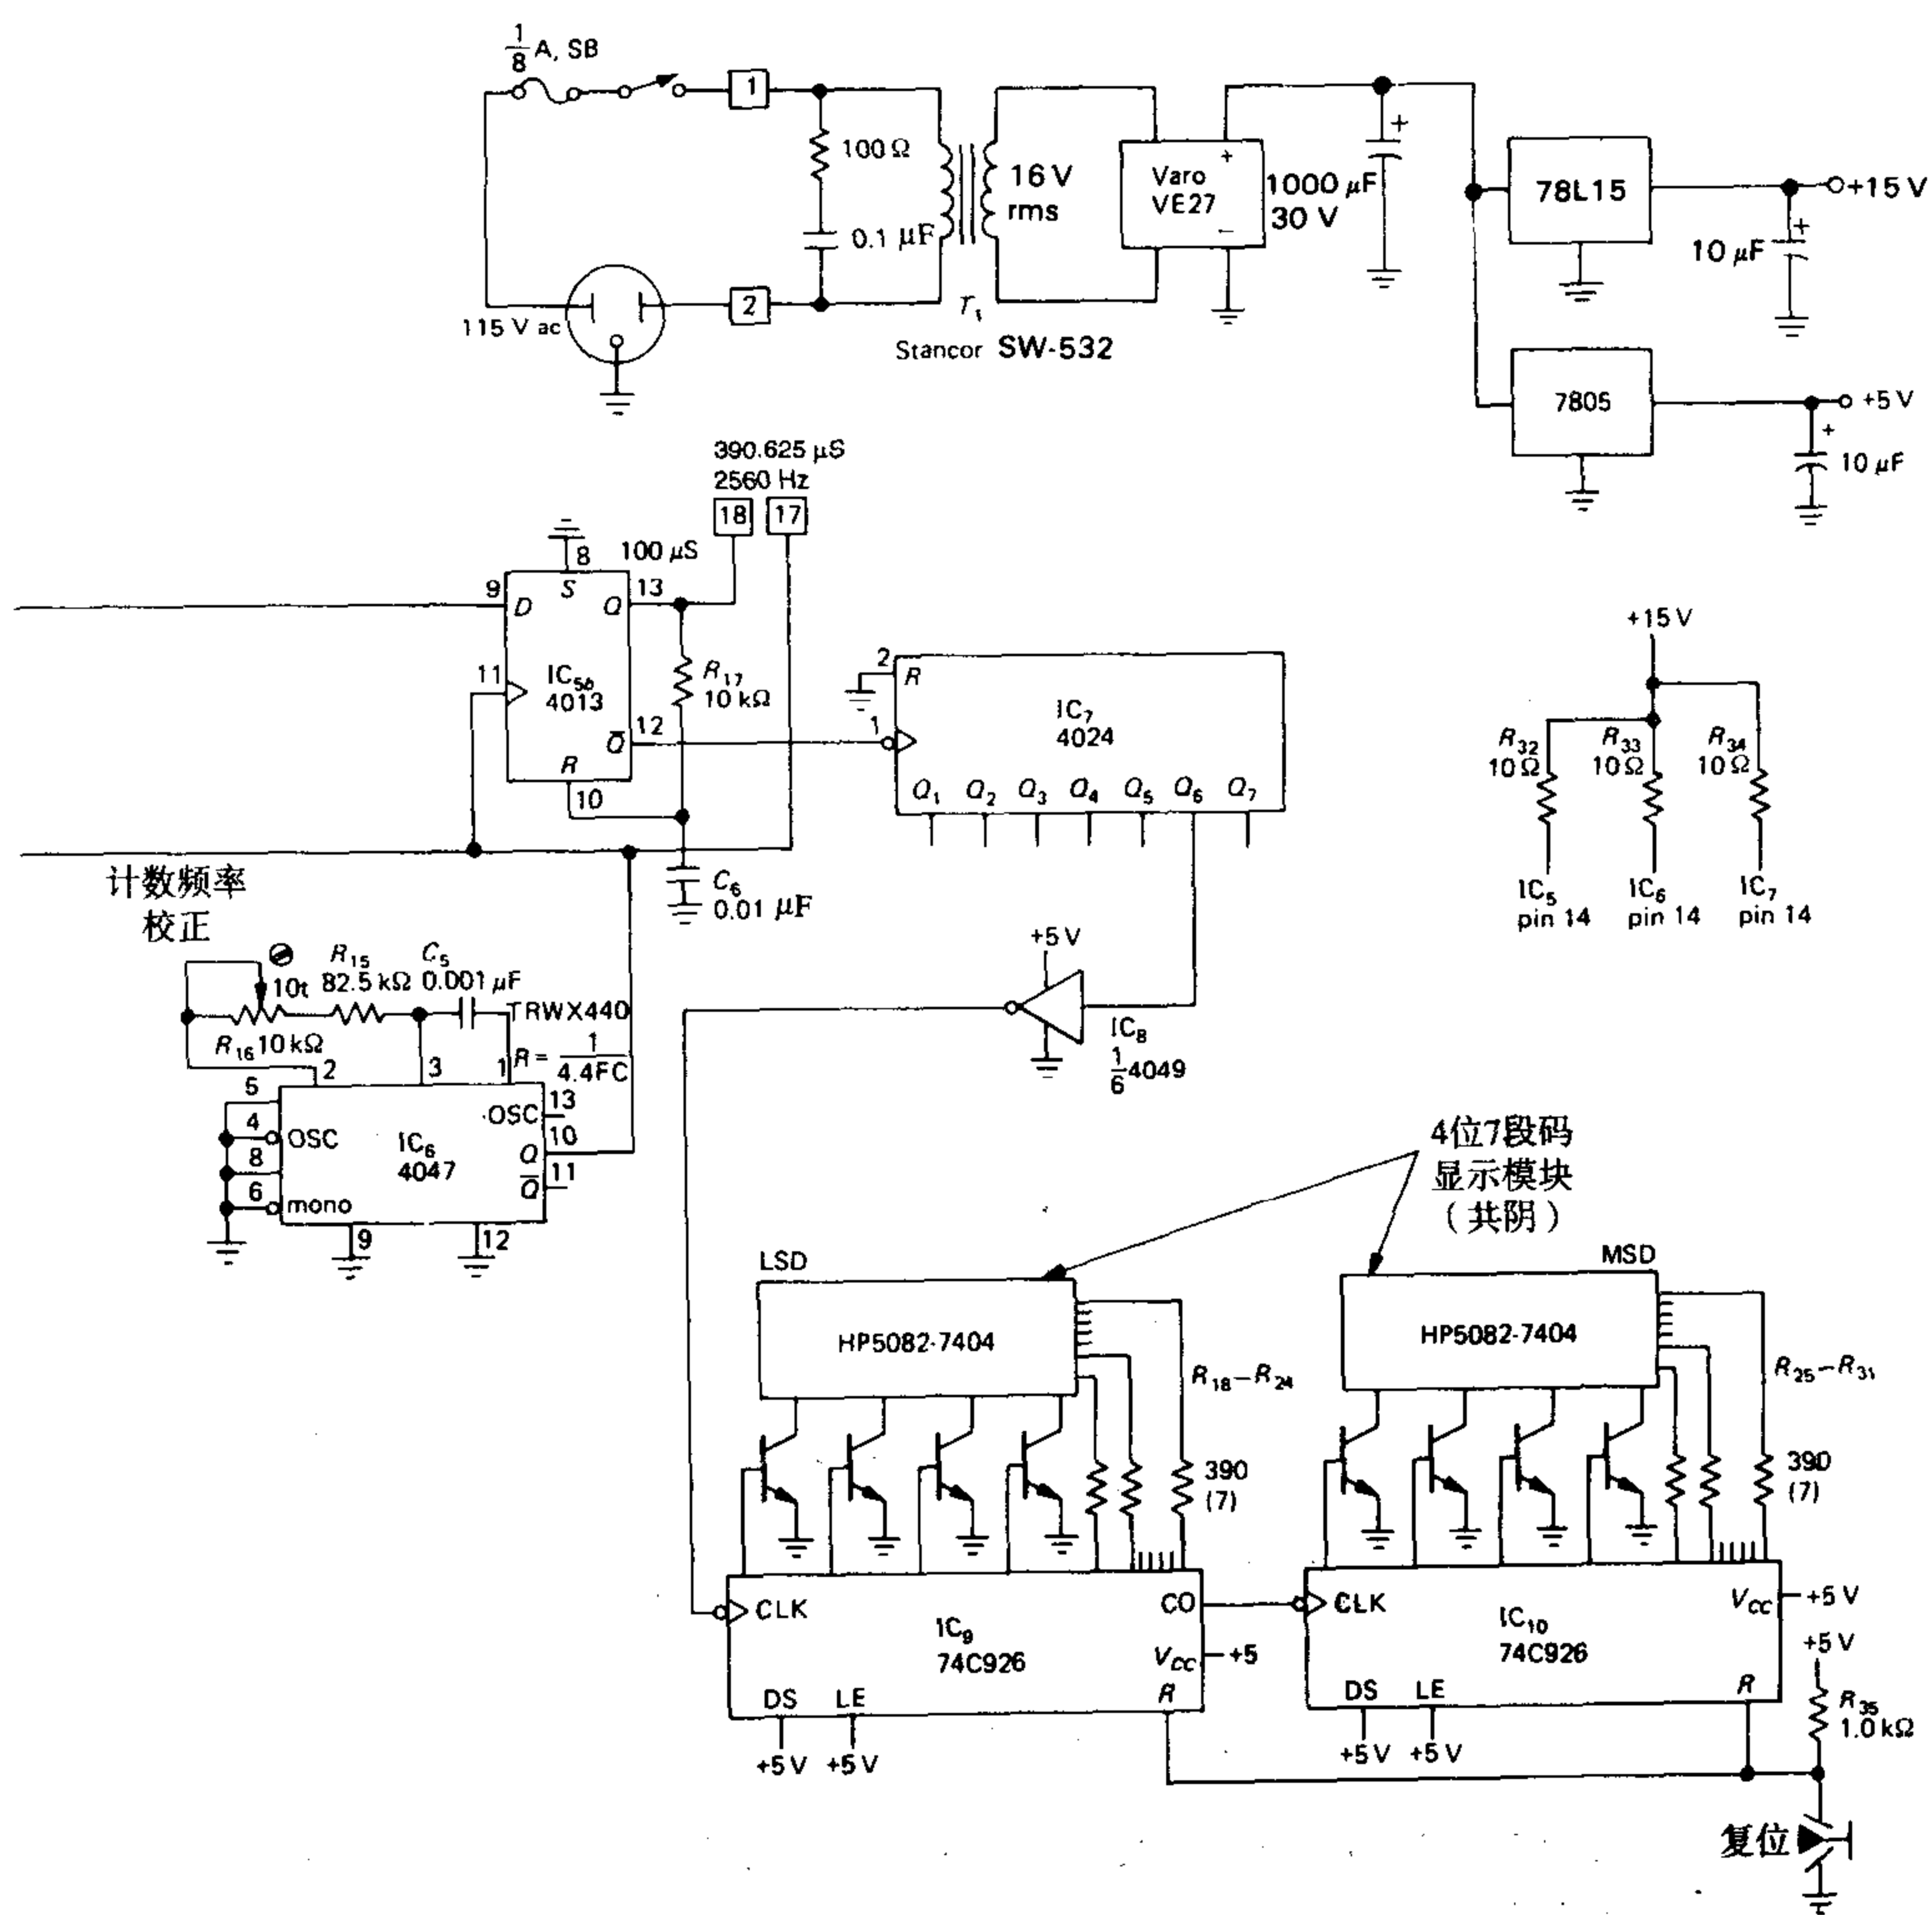 1/8 A, SB
1
100 Ω
0.1 μF
2
115 V ac
T₁
Stancor SW-532
16 V
rms
Varo
VE27
+
−
+
1000 μF
30 V
78L15
+15 V
+
10 μF
7805
+5 V
+
10 μF
390.625 μS
2560 Hz
18
17
8
100 μS
9
D
S
Q
13
11
IC₅b
4013
R₁₇
10 kΩ
12
Q̅
R
10
C₆
0.01 μF
计数频率
校正
2
R
1
IC₇
4024
Q₁
Q₂
Q₃
Q₄
Q₅
Q₆
Q₇
+15 V
R₃₂
10 Ω
R₃₃
10 Ω
R₃₄
10 Ω
IC₅
pin 14
IC₆
pin 14
IC₇
pin 14
10t
R₁₅
82.5 kΩ
C₅
0.001 μF
TRWX440
R₁₆ 10 kΩ
R = 1/4.4FC
2
3
1
5
4
OSC
8
6
mono
IC₆
4047
OSC
13
Q
10
Q̅
11
9
12
+5 V
IC₈
1/6 4049
4位7段码
显示模块
（共阴）
LSD
HP5082-7404
R₁₈–R₂₄
390
(7)
MSD
HP5082-7404
R₂₅–R₃₁
390
(7)
CLK
IC₉
74C926
CO
V_CC
+5
R
DS
LE
+5 V
+5 V
CLK
IC₁₀
74C926
V_CC
+5 V
R
DS
LE
+5 V
+5 V
+5 V
R₃₅
1.0 kΩ
复位